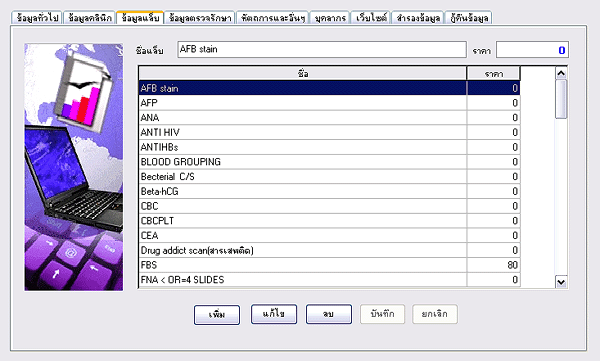 ข้อมูลทั่วไป ข้อมูลคลินิก ข้อมูลแล็บ ข้อมูลตรวจรักษา หัตถการและอื่นๆ บุคลากร เว็บไซต์ สำรองข้อมูล กู้คืนข้อมูล
ชื่อแล็บ AFB stain ราคา 0
ชื่อ ราคา
AFB stain 0
AFP 0
ANA 0
ANTI HIV 0
ANTIHBs 0
BLOOD GROUPING 0
Becterial C/S 0
Beta-hCG 0
CBC 0
CBCPLT 0
CEA 0
Drug addict scan(สารเสพติด) 0
FBS 80
FNA < OR=4 SLIDES 0
เพิ่ม แก้ไข ลบ บันทึก ยกเลิก